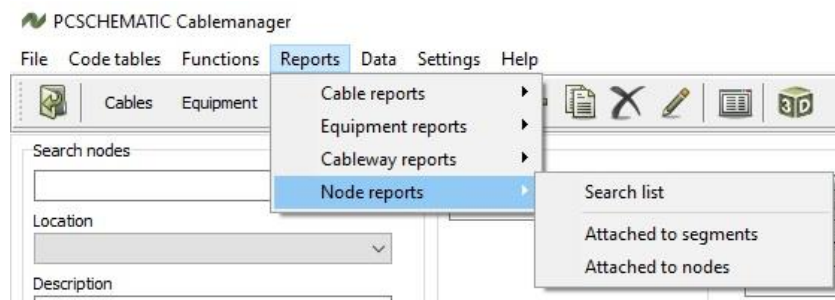 PCSCHEMATIC Cablemanager
File Code tables Functions Reports Data Settings Help
Cables Equipment
3D
Cable reports
Equipment reports
Cableway reports
Node reports
Search list
Attached to segments
Attached to nodes
Search nodes
Location
Description